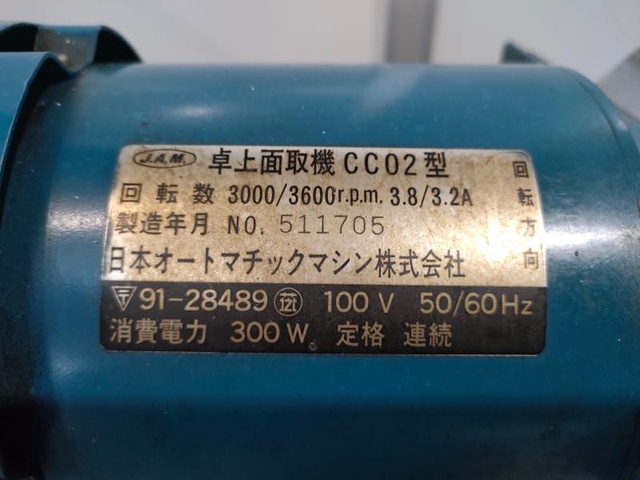 J.A.M. 卓上面取機 CC02型
回転数 3000/3600r.p.m. 3.8/3.2A
製造年月 NO. 511705
日本オートマチックマシン株式会社
回転方向
〒 91-28489 100V 50/60Hz
消費電力 300W 定格 連続